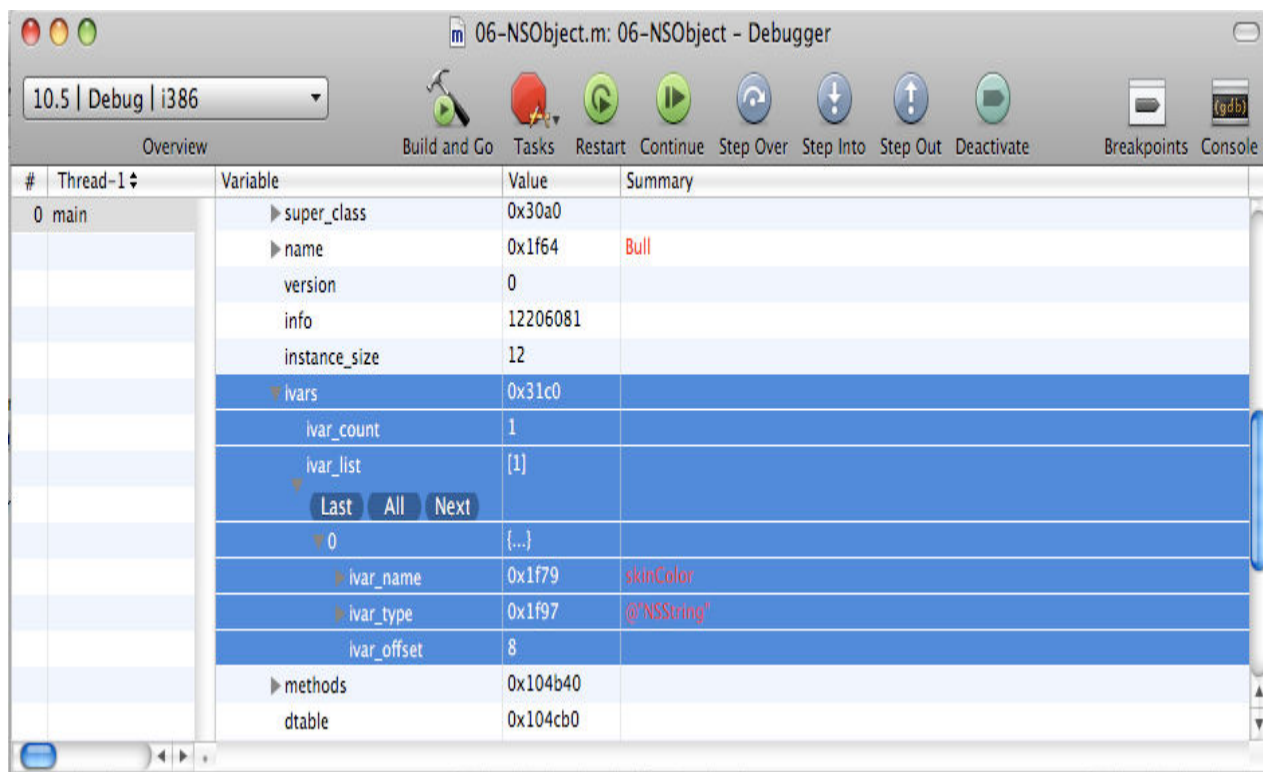 06-NSObject.m: 06-NSObject - Debugger
10.5 | Debug | i386
Overview
Build and Go Tasks Restart Continue Step Over Step Into Step Out Deactivate Breakpoints Console
(gdb)
# Thread-1 Variable Value Summary
0 main
super_class 0x30a0
name 0x1f64 Bull
version 0
info 12206081
instance_size 12
ivars 0x31c0
ivar_count 1
ivar_list [1]
Last All Next
0 {...}
ivar_name 0x1f79 skinColor
ivar_type 0x1f97 @"NSString"
ivar_offset 8
methods 0x104b40
dtable 0x104cb0